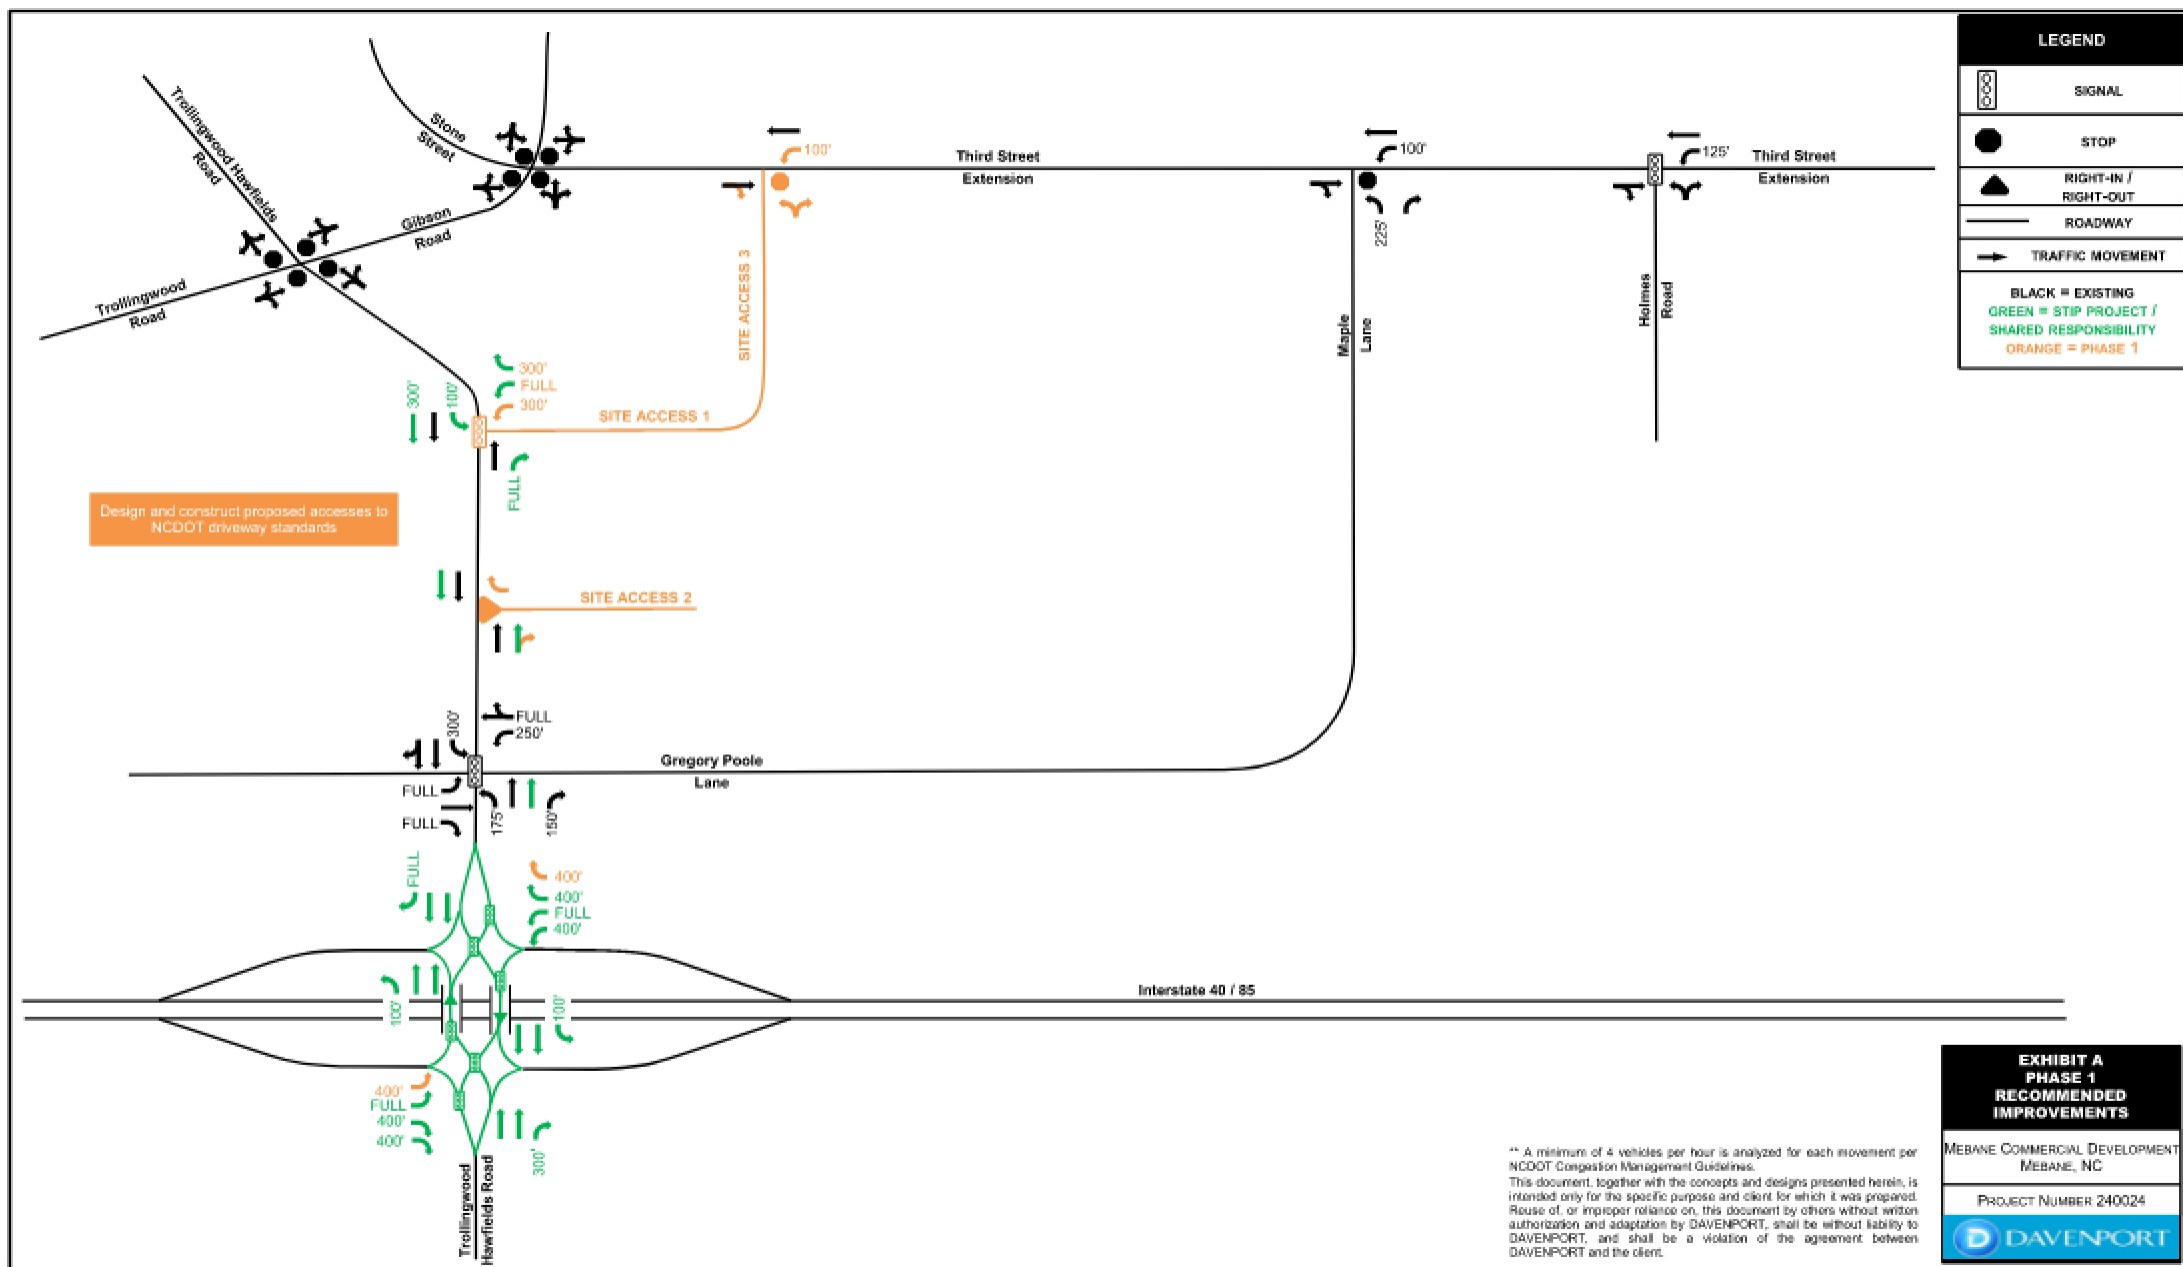 LEGEND
SIGNAL
STOP
RIGHT-IN /
RIGHT-OUT
ROADWAY
TRAFFIC MOVEMENT
BLACK = EXISTING
GREEN = STIP PROJECT /
SHARED RESPONSIBILITY
ORANGE = PHASE 1
Trollingwood Hawfields
Road
Stone
Street
Gibson
Road
Trollingwood
Road
100'
Third Street
Extension
100'
225'
125'
Third Street
Extension
SITE ACCESS 3
Maple
Lane
Holmes
Road
300'
100'
300'
FULL
300'
SITE ACCESS 1
FULL
Design and construct proposed accesses to
NCDOT driveway standards
SITE ACCESS 2
300'
FULL
250'
Gregory Poole
Lane
FULL
FULL
175'
150'
FULL
400'
400'
FULL
400'
100'
100'
Interstate 40 / 85
400'
FULL
400'
400'
300'
Trollingwood
Hawfields Road
** A minimum of 4 vehicles per hour is analyzed for each movement per
NCDOT Congestion Management Guidelines.
This document, together with the concepts and designs presented herein, is
intended only for the specific purpose and client for which it was prepared.
Reuse of, or improper reliance on, this document by others without written
authorization and adaptation by DAVENPORT, shall be without liability to
DAVENPORT, and shall be a violation of the agreement between
DAVENPORT and the client.
EXHIBIT A
PHASE 1
RECOMMENDED
IMPROVEMENTS
MEBANE COMMERCIAL DEVELOPMENT
MEBANE, NC
PROJECT NUMBER 240024
D DAVENPORT